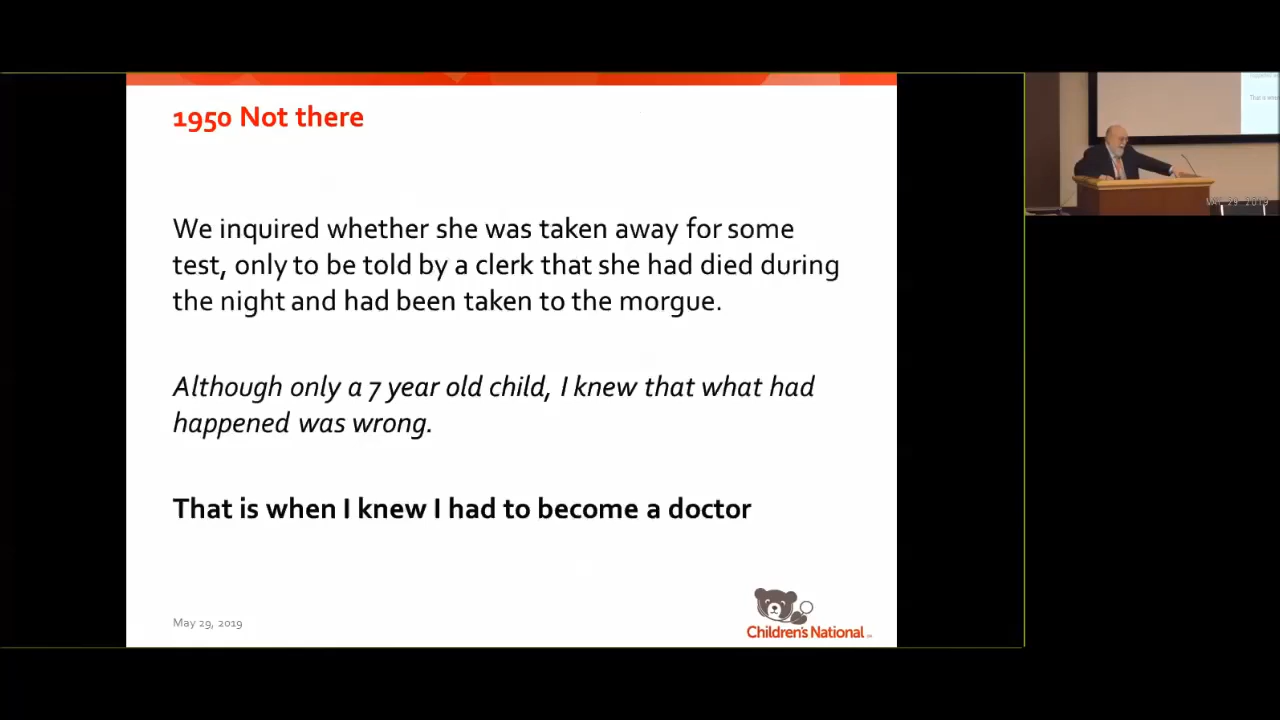 1950 Not there
We inquired whether she was taken away for some
test, only to be told by a clerk that she had died during
the night and had been taken to the morgue.
Although only a 7 year old child, I knew that what had
happened was wrong.
That is when I knew I had to become a doctor
May 29, 2019
Children's National
MAY 29 2019